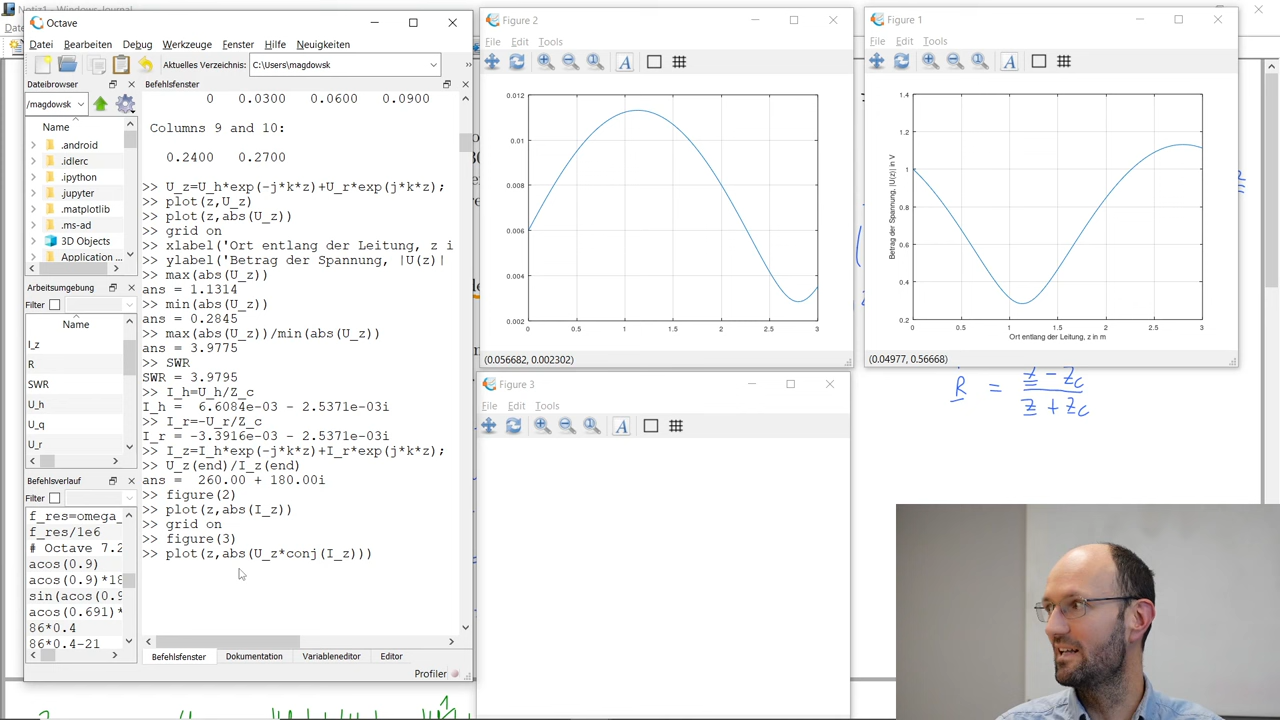 Notiz1 - Windows-Journal
Octave
Datei Bearbeiten Debug Werkzeuge Fenster Hilfe Neuigkeiten
Aktuelles Verzeichnis: C:\Users\magdowsk
Dateibrowser
/magdowsk
Name
.android
.idlerc
.ipython
.jupyter
.matplotlib
.ms-ad
3D Objects
Application
Arbeitsumgebung
Filter
Name
I_z
R
SWR
U_h
U_q
U_r
Befehlsverlauf
Filter
f_res=omega_
f_res/1e6
# Octave 7.2
acos(0.9)
acos(0.9)*18
sin(acos(0.9
acos(0.691)*
86*0.4
86*0.4-21
Befehlsfenster
0 0.0300 0.0600 0.0900
Columns 9 and 10:
0.2400 0.2700
>> U_z=U_h*exp(-j*k*z)+U_r*exp(j*k*z);
>> plot(z,U_z)
>> plot(z,abs(U_z))
>> grid on
>> xlabel('Ort entlang der Leitung, z i
>> ylabel('Betrag der Spannung, |U(z)|
>> max(abs(U_z))
ans = 1.1314
>> min(abs(U_z))
ans = 0.2845
>> max(abs(U_z))/min(abs(U_z))
ans = 3.9775
>> SWR
SWR = 3.9795
>> I_h=U_h/Z_c
I_h = 6.6084e-03 - 2.5371e-03i
>> I_r=-U_r/Z_c
I_r = -3.3916e-03 - 2.5371e-03i
>> I_z=I_h*exp(-j*k*z)+I_r*exp(j*k*z);
>> U_z(end)/I_z(end)
ans = 260.00 + 180.00i
>> figure(2)
>> plot(z,abs(I_z))
>> grid on
>> figure(3)
>> plot(z,abs(U_z*conj(I_z)))
Befehlsfenster Dokumentation Variableneditor Editor
Profiler
Figure 2
File Edit Tools
0.012
0.01
0.008
0.006
0.004
0.002
0 0.5 1 1.5 2 2.5 3
(0.056682, 0.002302)
Figure 1
File Edit Tools
1.4
1.2
1
0.8
0.6
0.4
0.2
Betrag der Spannung, |U(z)| in V
0 0.5 1 1.5 2 2.5 3
Ort entlang der Leitung, z in m
(0.04977, 0.56668)
Figure 3
File Edit Tools
R = z - Zc
z + Zc